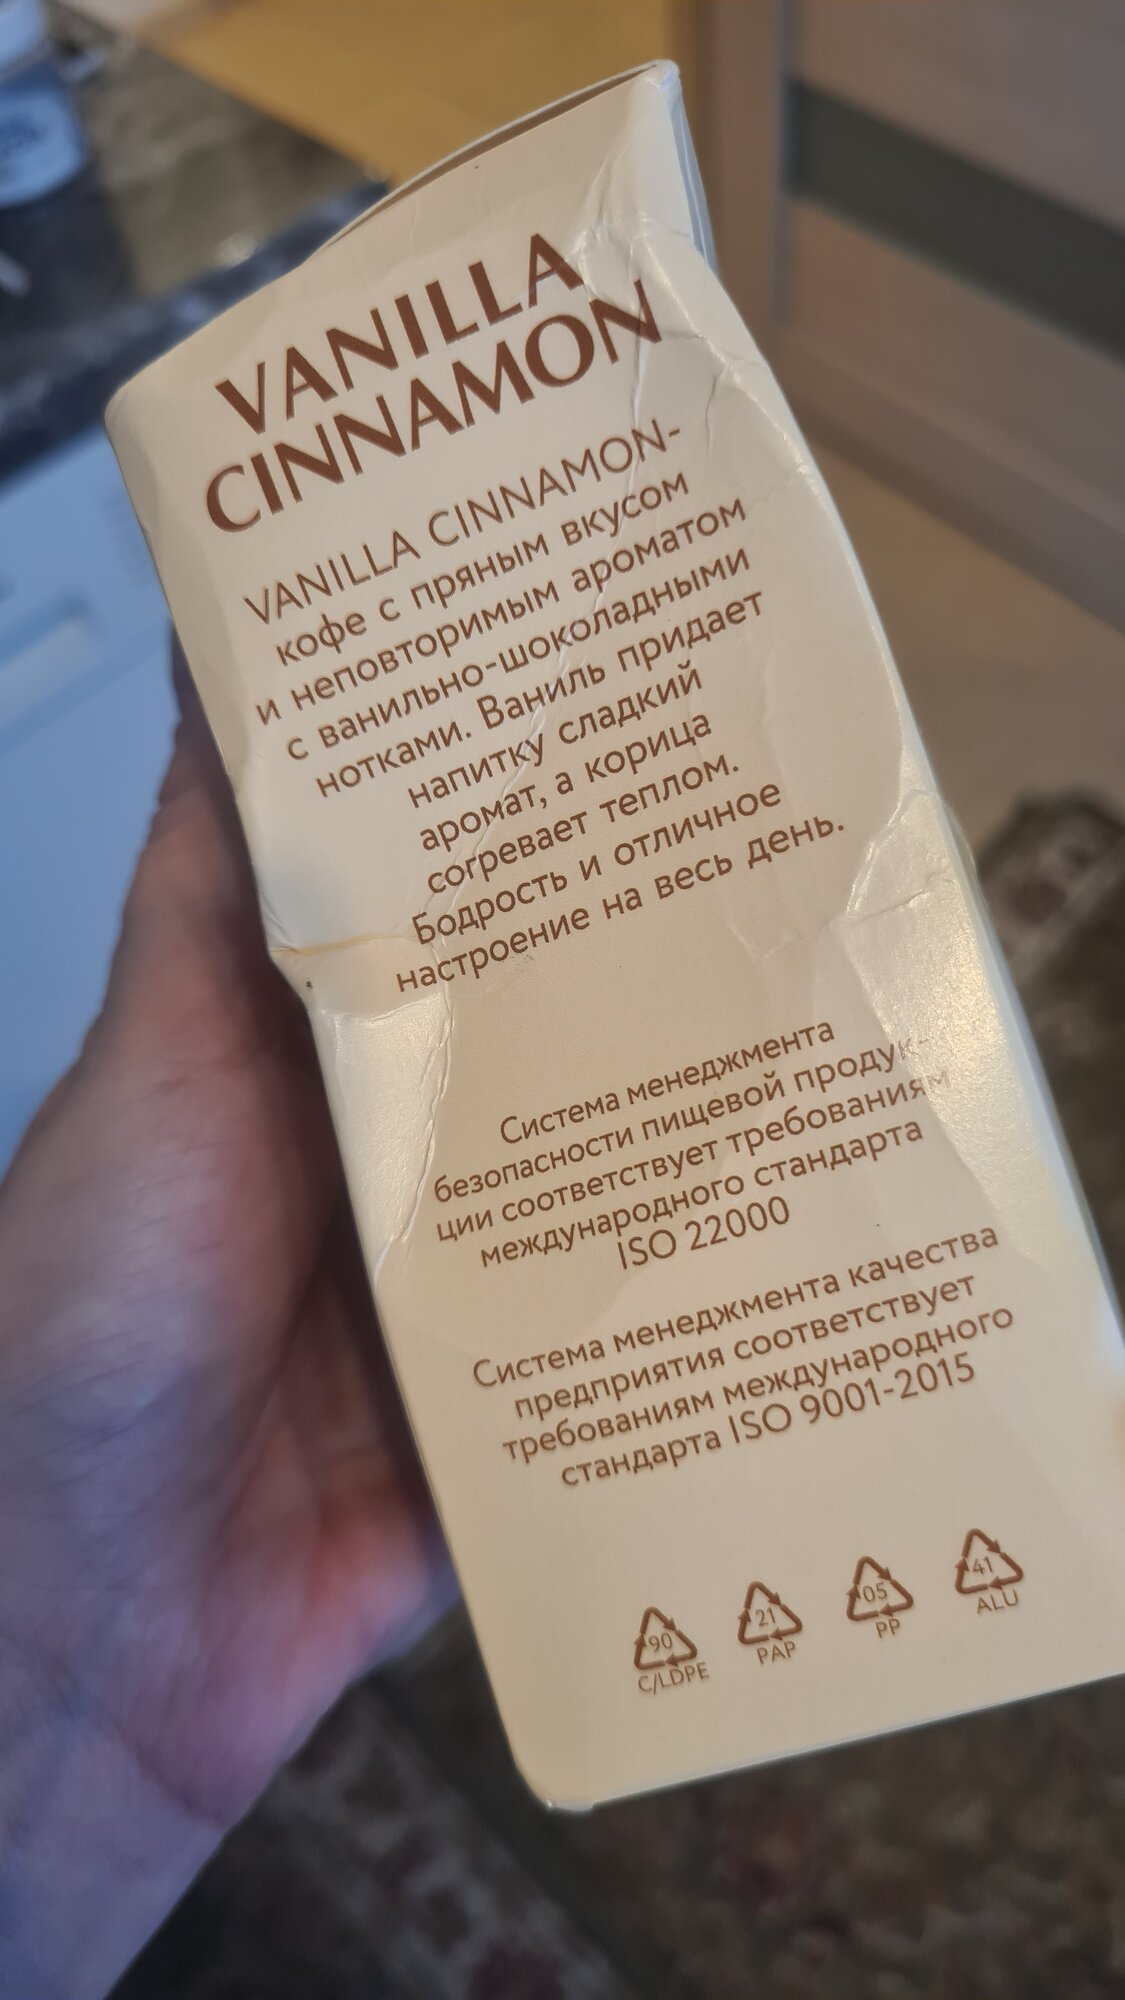 VANILLA
CINNAMON
VANILLA CINNAMON-
кофе с пряным вкусом
и неповторимым ароматом
с ванильно-шоколадными
нотками. Ваниль придает
напитку сладкий
аромат, а корица
согревает теплом.
Бодрость и отличное
настроение на весь день.
Система менеджмента
безопасности пищевой продук-
ции соответствует требованиям
международного стандарта
ISO 22000
Система менеджмента качества
предприятия соответствует
требованиям международного
стандарта ISO 9001-2015
90 21 05 41
C/LDPE PAP PP ALU